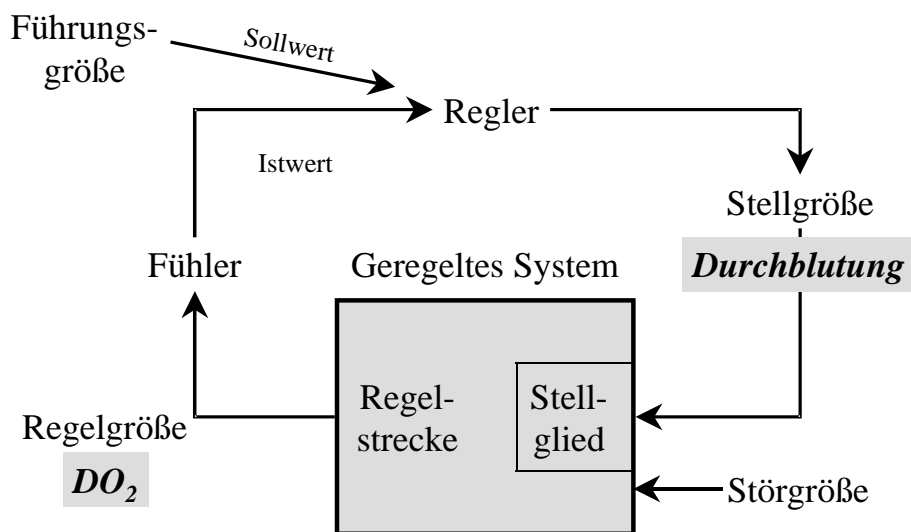 Führungs-
größe
Sollwert
Regler
Istwert
Stellgröße
Durchblutung
Fühler
Geregeltes System
Regel-
strecke
Stell-
glied
Regelgröße
DO₂
Störgröße